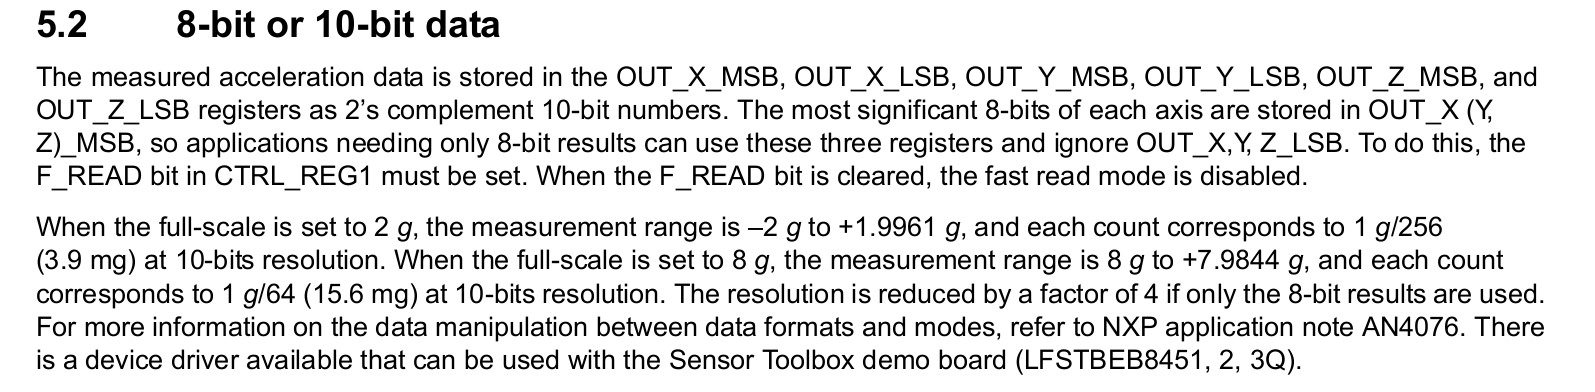 5.2 8-bit or 10-bit data
The measured acceleration data is stored in the OUT_X_MSB, OUT_X_LSB, OUT_Y_MSB, OUT_Y_LSB, OUT_Z_MSB, and
OUT_Z_LSB registers as 2’s complement 10-bit numbers. The most significant 8-bits of each axis are stored in OUT_X (Y,
Z)_MSB, so applications needing only 8-bit results can use these three registers and ignore OUT_X,Y, Z_LSB. To do this, the
F_READ bit in CTRL_REG1 must be set. When the F_READ bit is cleared, the fast read mode is disabled.
When the full-scale is set to 2 g, the measurement range is –2 g to +1.9961 g, and each count corresponds to 1 g/256
(3.9 mg) at 10-bits resolution. When the full-scale is set to 8 g, the measurement range is 8 g to +7.9844 g, and each count
corresponds to 1 g/64 (15.6 mg) at 10-bits resolution. The resolution is reduced by a factor of 4 if only the 8-bit results are used.
For more information on the data manipulation between data formats and modes, refer to NXP application note AN4076. There
is a device driver available that can be used with the Sensor Toolbox demo board (LFSTBEB8451, 2, 3Q).